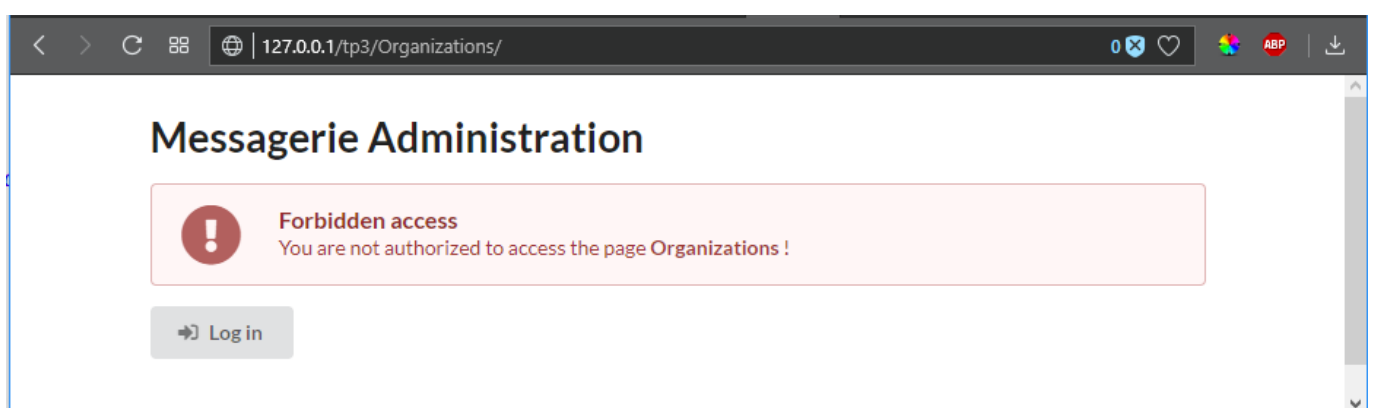 127.0.0.1/tp3/Organizations/
0
ABP
Messagerie Administration
Forbidden access
You are not authorized to access the page Organizations !
Log in